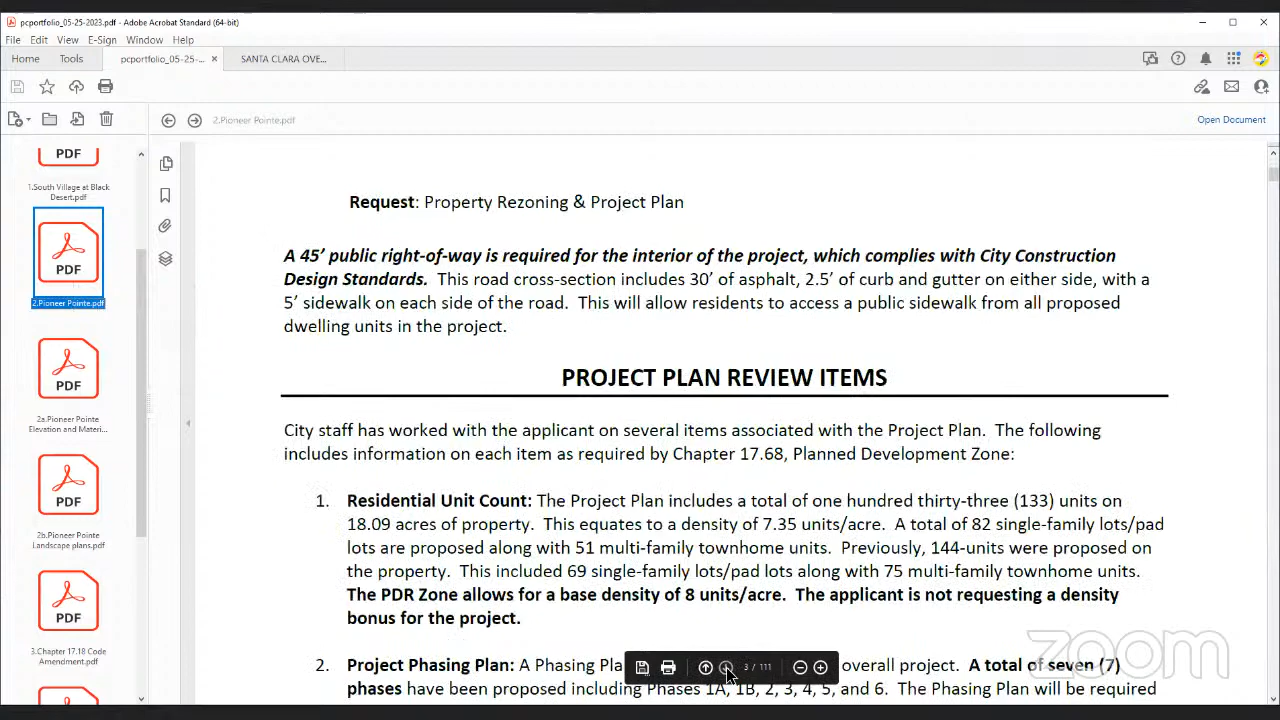 pcportfolio_05-25-2023.pdf - Adobe Acrobat Standard (64-bit)
File Edit View E-Sign Window Help
Home Tools pcportfolio_05-25-... × SANTA CLARA OVE...
2.Pioneer Pointe.pdf Open Document
PDF
1.South Village at Black
Desert.pdf
PDF
2.Pioneer Pointe.pdf
PDF
2a.Pioneer Pointe
Elevation and Materi...
PDF
2b.Pioneer Pointe
Landscape plans.pdf
PDF
3.Chapter 17.18 Code
Amendment.pdf
Request: Property Rezoning & Project Plan
A 45’ public right-of-way is required for the interior of the project, which complies with City Construction
Design Standards. This road cross-section includes 30’ of asphalt, 2.5’ of curb and gutter on either side, with a
5’ sidewalk on each side of the road. This will allow residents to access a public sidewalk from all proposed
dwelling units in the project.
PROJECT PLAN REVIEW ITEMS
City staff has worked with the applicant on several items associated with the Project Plan. The following
includes information on each item as required by Chapter 17.68, Planned Development Zone:
1. Residential Unit Count: The Project Plan includes a total of one hundred thirty-three (133) units on
18.09 acres of property. This equates to a density of 7.35 units/acre. A total of 82 single-family lots/pad
lots are proposed along with 51 multi-family townhome units. Previously, 144-units were proposed on
the property. This included 69 single-family lots/pad lots along with 75 multi-family townhome units.
The PDR Zone allows for a base density of 8 units/acre. The applicant is not requesting a density
bonus for the project.
2. Project Phasing Plan: A Phasing Pla overall project. A total of seven (7)
3 / 111
phases have been proposed including Phases 1A, 1B, 2, 3, 4, 5, and 6. The Phasing Plan will be required
zoom